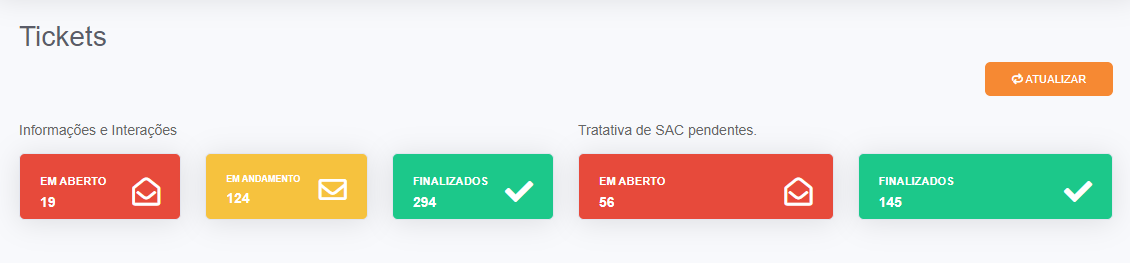 Tickets
ATUALIZAR
Informações e Interações
EM ABERTO
19
EM ANDAMENTO
124
FINALIZADOS
294
Tratativa de SAC pendentes.
EM ABERTO
56
FINALIZADOS
145